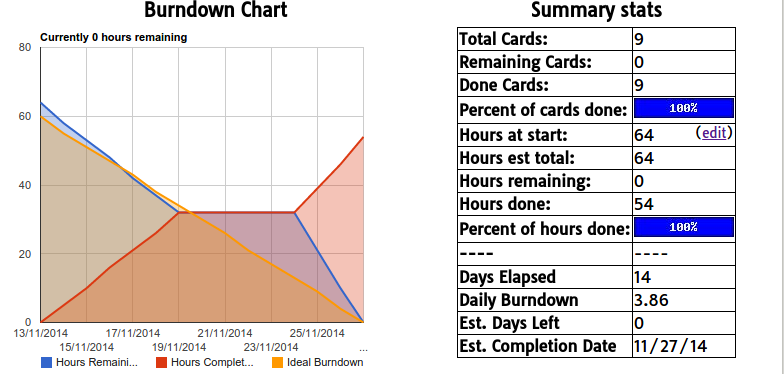 Burndown Chart
Currently 0 hours remaining
80
60
40
20
0
13/11/2014 17/11/2014 21/11/2014 25/11/2014
15/11/2014 19/11/2014 23/11/2014 ...
Hours Remaini... Hours Complet... Ideal Burndown
Summary stats
Total Cards: 9
Remaining Cards: 0
Done Cards: 9
Percent of cards done: 100%
Hours at start: 64 (edit)
Hours est total: 64
Hours remaining: 0
Hours done: 54
Percent of hours done: 100%
---- ----
Days Elapsed 14
Daily Burndown 3.86
Est. Days Left 0
Est. Completion Date 11/27/14